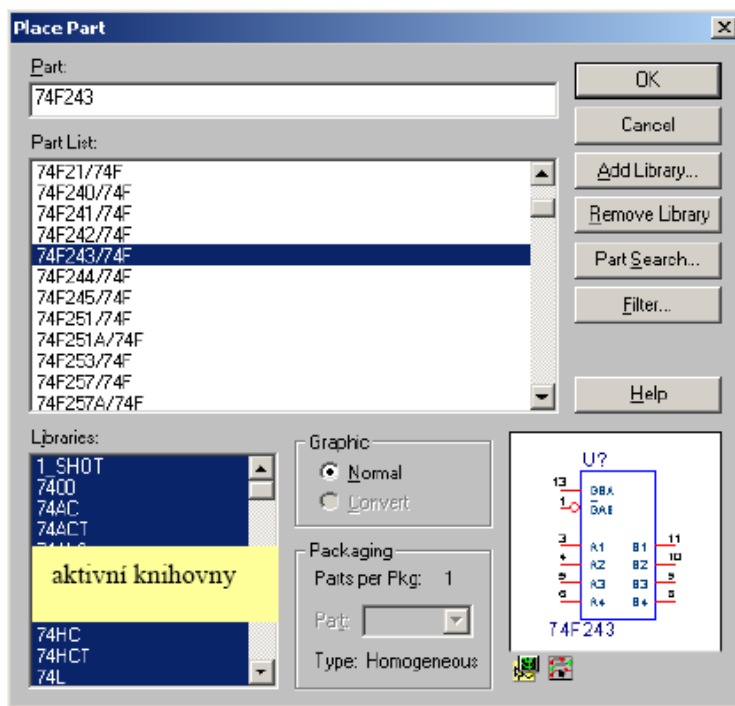 Place Part
Part:
74F243
Part List:
74F21/74F
74F240/74F
74F241/74F
74F242/74F
74F243/74F
74F244/74F
74F245/74F
74F251/74F
74F251A/74F
74F253/74F
74F257/74F
74F257A/74F
OK
Cancel
Add Library...
Remove Library
Part Search...
Filter...
Help
Libraries:
1_SHOT
7400
74AC
74ACT
aktivní knihovny
74HC
74HCT
74L
Graphic
Normal
Convert
Packaging
Parts per Pkg: 1
Part:
Type: Homogeneous
U?
13 GBA
1 GAB
3 A1 B1 11
4 A2 B2 10
5 A3 B3 9
6 A4 B4 8
74F243